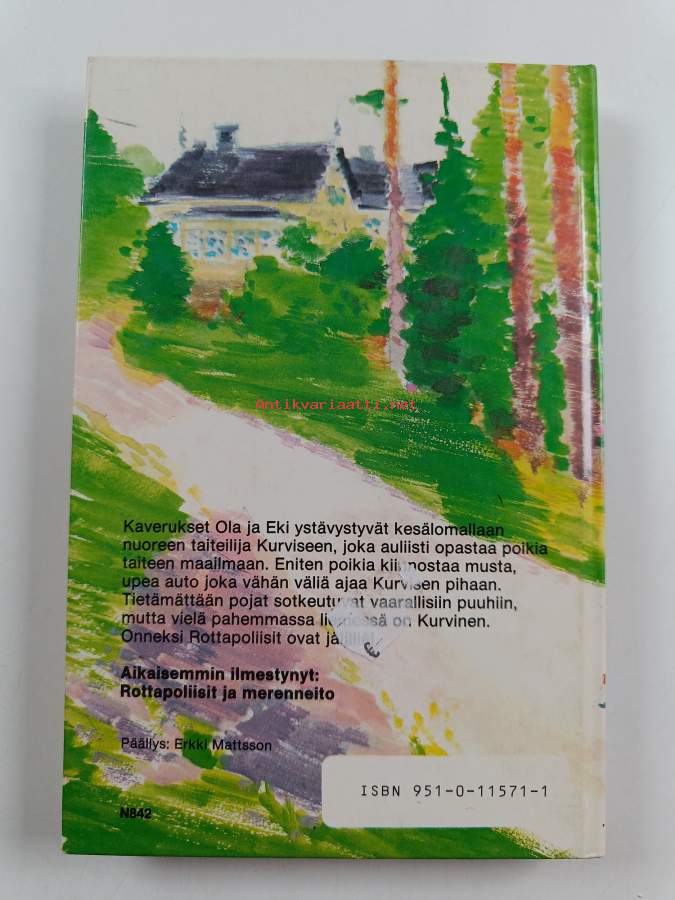 Antikvariaatti.net
Kaverukset Ola ja Eki ystävystyvät kesälomallaan
nuoreen taiteilija Kurviseen, joka auliisti opastaa poikia
taiteen maailmaan. Eniten poikia kiinnostaa musta,
upea auto joka vähän väliä ajaa Kurvisen pihaan.
Tietämättään pojat sotkeutuvat vaarallisiin puuhiin,
mutta vielä pahemmassa liemessä on Kurvinen.
Onneksi Rottapoliisit ovat
€
Aikaisemmin ilmestynyt:
Rottapoliisit ja merenneito
Päällys: Erkki Mattsson
ISBN 951-0-11571-1
N842